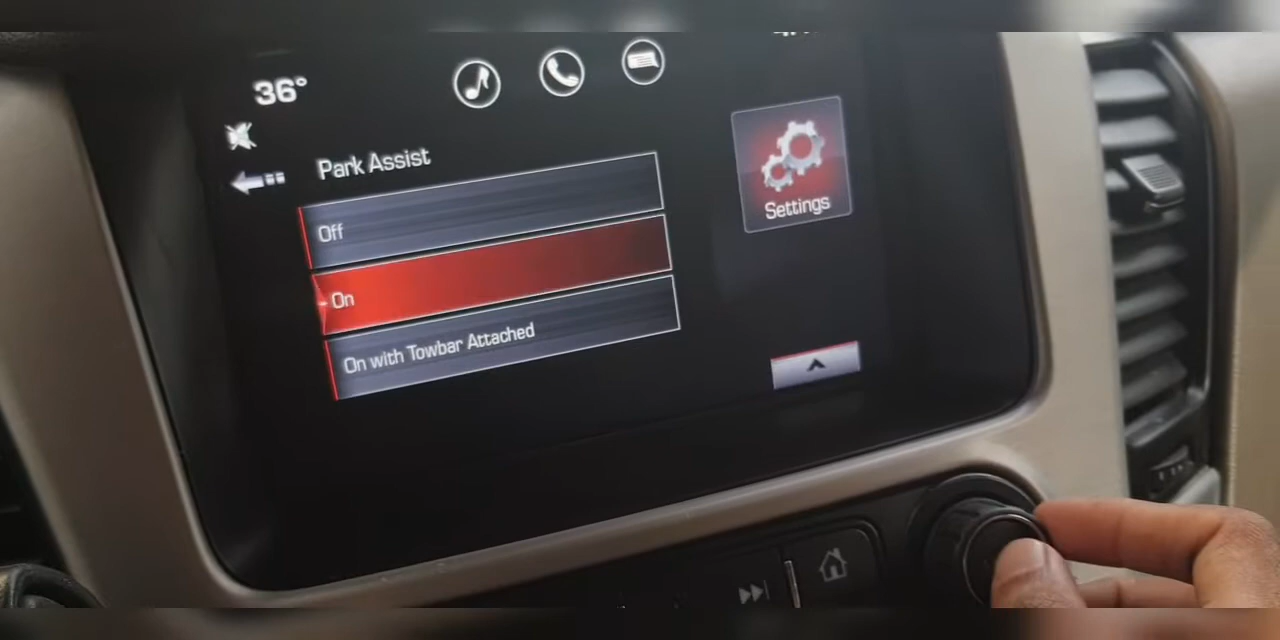 36°
Park Assist
Off
On
On with Towbar Attached
Settings